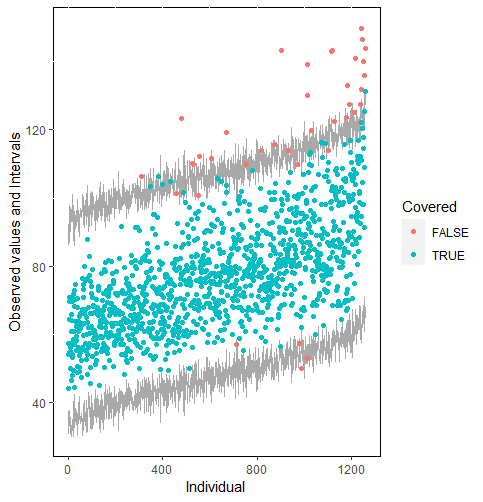 120
80
40
0
400
800
1200
Individual
Observed values and Intervals
Covered
FALSE
TRUE